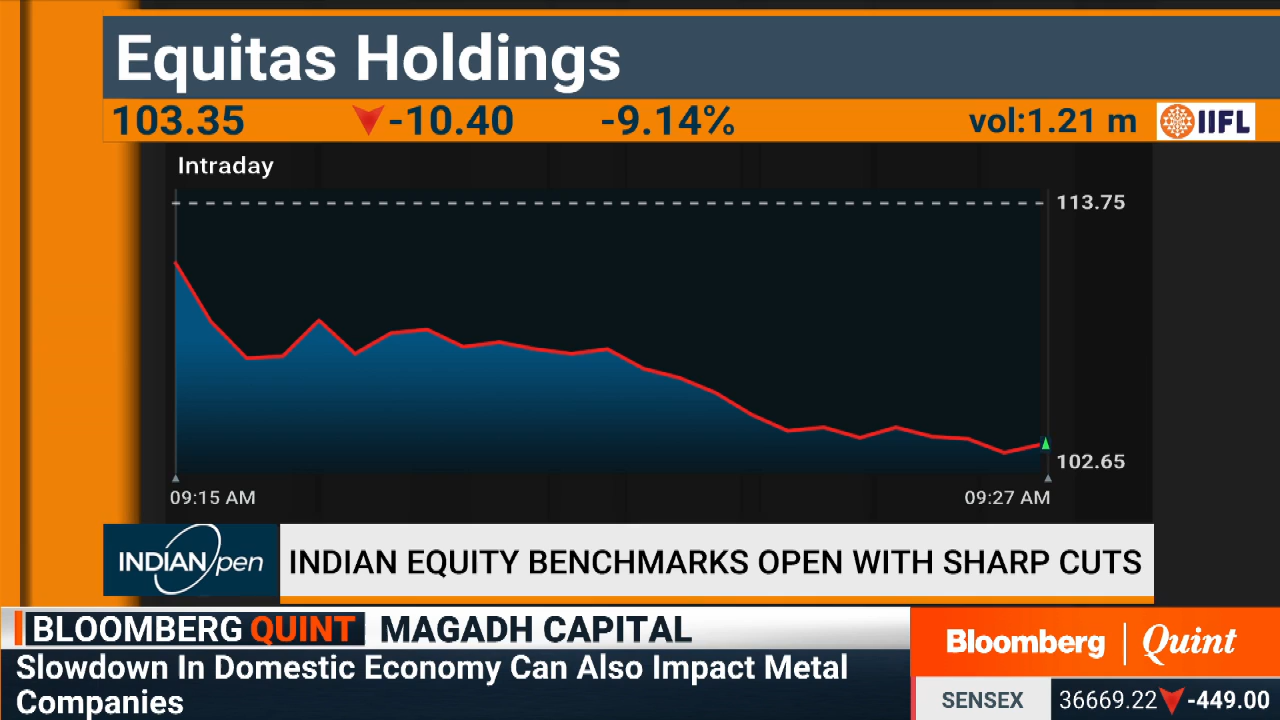 Equitas Holdings
103.35 -10.40 -9.14% vol:1.21 m IIFL
Intraday
113.75
102.65
09:15 AM 09:27 AM
INDIAN Open INDIAN EQUITY BENCHMARKS OPEN WITH SHARP CUTS
BLOOMBERG QUINT MAGADH CAPITAL
Slowdown In Domestic Economy Can Also Impact Metal
Companies
Bloomberg | Quint
SENSEX 36669.22 -449.00